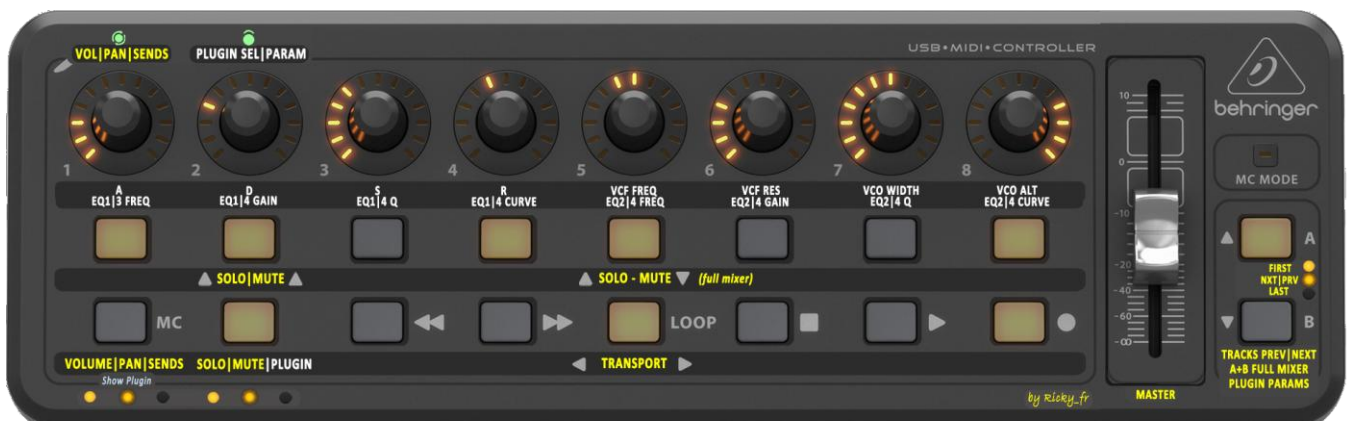 VOL|PAN|SENDS
PLUGIN SEL|PARAM
USB•MIDI•CONTROLLER
behringer
1 2 3 4 5 6 7 8
A
EQ1|3 FREQ
D
EQ1|4 GAIN
S
EQ1|4 Q
R
EQ1|4 CURVE
VCF FREQ
EQ2|4 FREQ
VCF RES
EQ2|4 GAIN
VCO WIDTH
EQ2|4 Q
VCO ALT
EQ2|4 CURVE
10
0
-10
-20
-40
-60
-∞
MC MODE
A
FIRST
NXT|PRV
LAST
B
▲ SOLO|MUTE ▲
▲ SOLO - MUTE ▼ (full mixer)
MC
LOOP
VOLUME|PAN|SENDS
Show Plugin
SOLO|MUTE|PLUGIN
◀ TRANSPORT ▶
by Ricky_fr
MASTER
TRACKS PREV|NEXT
A+B FULL MIXER
PLUGIN PARAMS